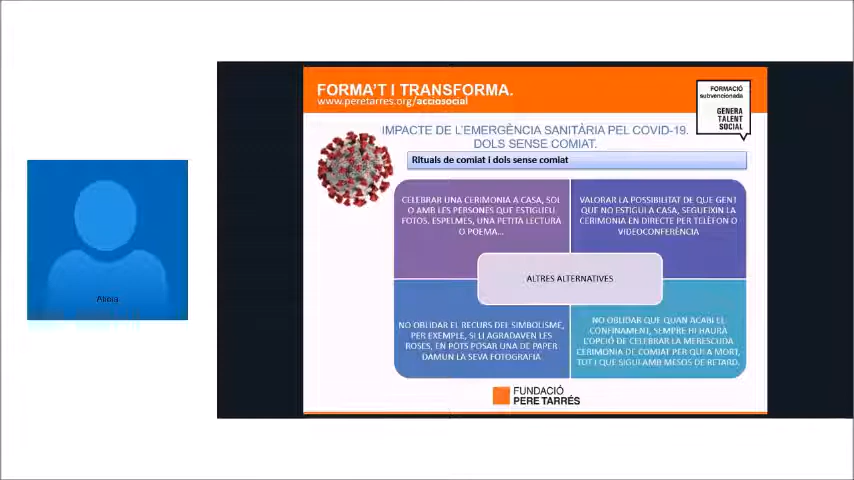 FORMA'T I TRANSFORMA.
www.peretarres.org/acciosocial
FORMACIÓ
subvencionada
GENERA
TALENT
SOCIAL
IMPACTE DE L'EMERGÈNCIA SANITÀRIA PEL COVID-19.
DOLS SENSE COMIAT.
Rituals de comiat i dols sense comiat
CELEBRAR UNA CERIMONIA A CASA, SOL
O AMB LES PERSONES QUE ESTIGUEU
FOTOS. ESPELMES, UNA PETITA LECTURA
O POEMA...
VALORAR LA POSSIBILITAT DE QUE GENT
QUE NO ESTIGUI A CASA, SEGUEIXIN LA
CERIMONIA EN DIRECTE PER TELÈFON O
VIDEOCONFERÈNCIA
ALTRES ALTERNATIVES
NO OBLIDAR EL RECURS DEL SIMBOLISME,
PER EXEMPLE, SI LI AGRADAVEN LES
ROSES, EN POTS POSAR UNA DE PAPER
DAMUN LA SEVA FOTOGRAFIA
NO OBLIDAR QUE QUAN ACABI EL
CONFINAMENT, SEMPRE HI HAURÀ
L'OPCIÓ DE CELEBRAR LA MERESCUDA
CERIMONIA DE COMIAT PER QUI A MORT,
TOT I QUE SIGUI AMB MESOS DE RETARD.
Alicia
FUNDACIÓ
PERE TARRÉS